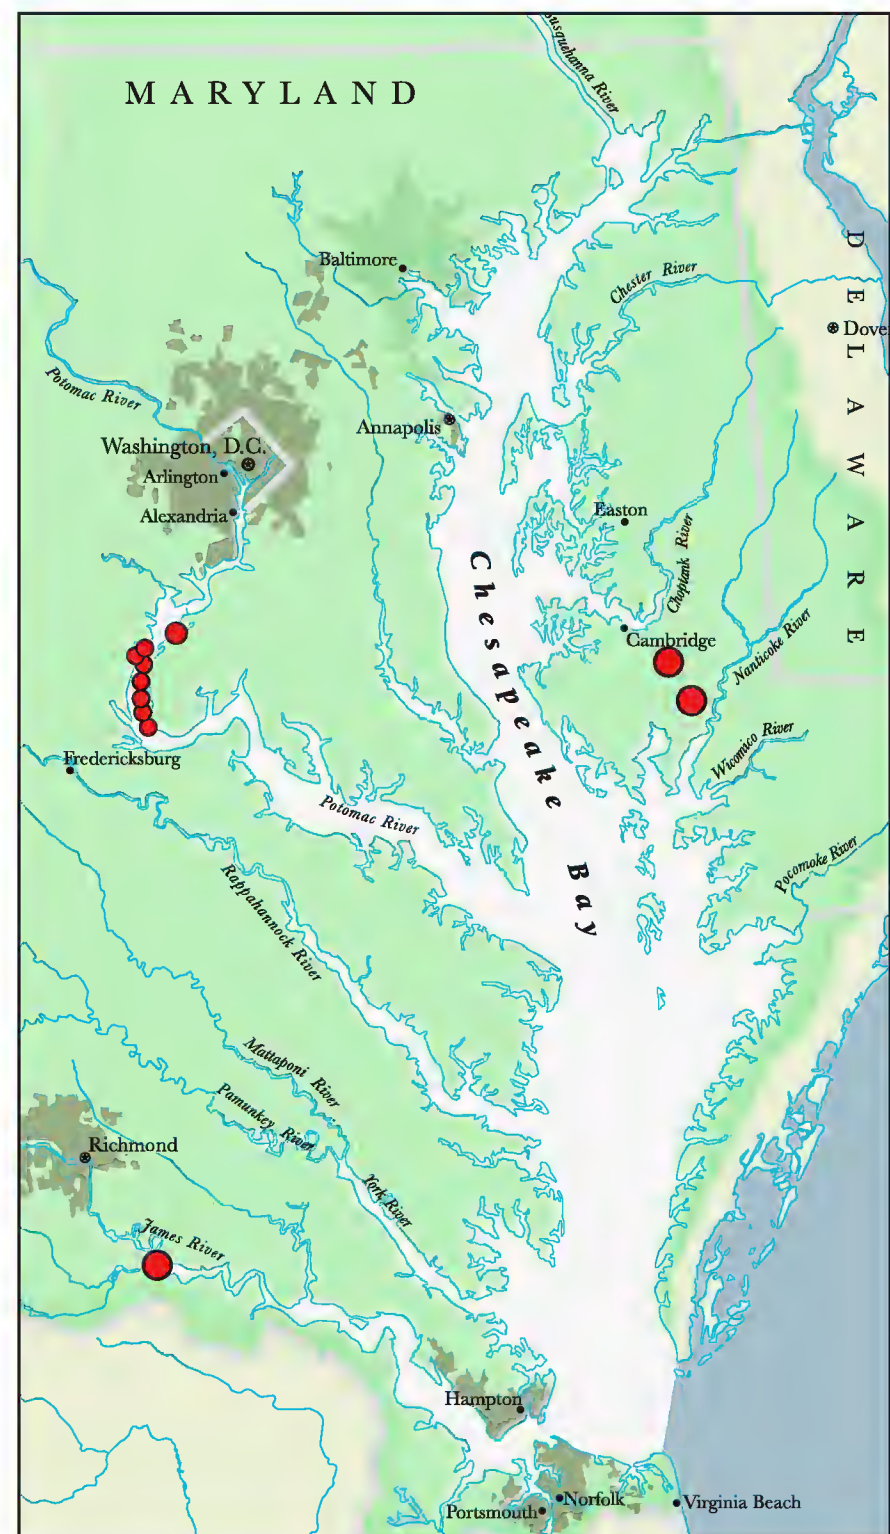 usquehanna River
MARYLAND
DELAWARE
Baltimore
Chester River
Dove
Potomac River
Annapolis
Washington, D.C.
Arlington
Alexandria
Easton
Choptank River
Chesapeake Bay
Cambridge
Nanticoke River
Wicomico River
Fredericksburg
Potomac River
Pocomoke River
Rappahannock River
Mattaponi River
Pamunkey River
Richmond
York River
James River
Hampton
Norfolk
Virginia Beach
Portsmouth